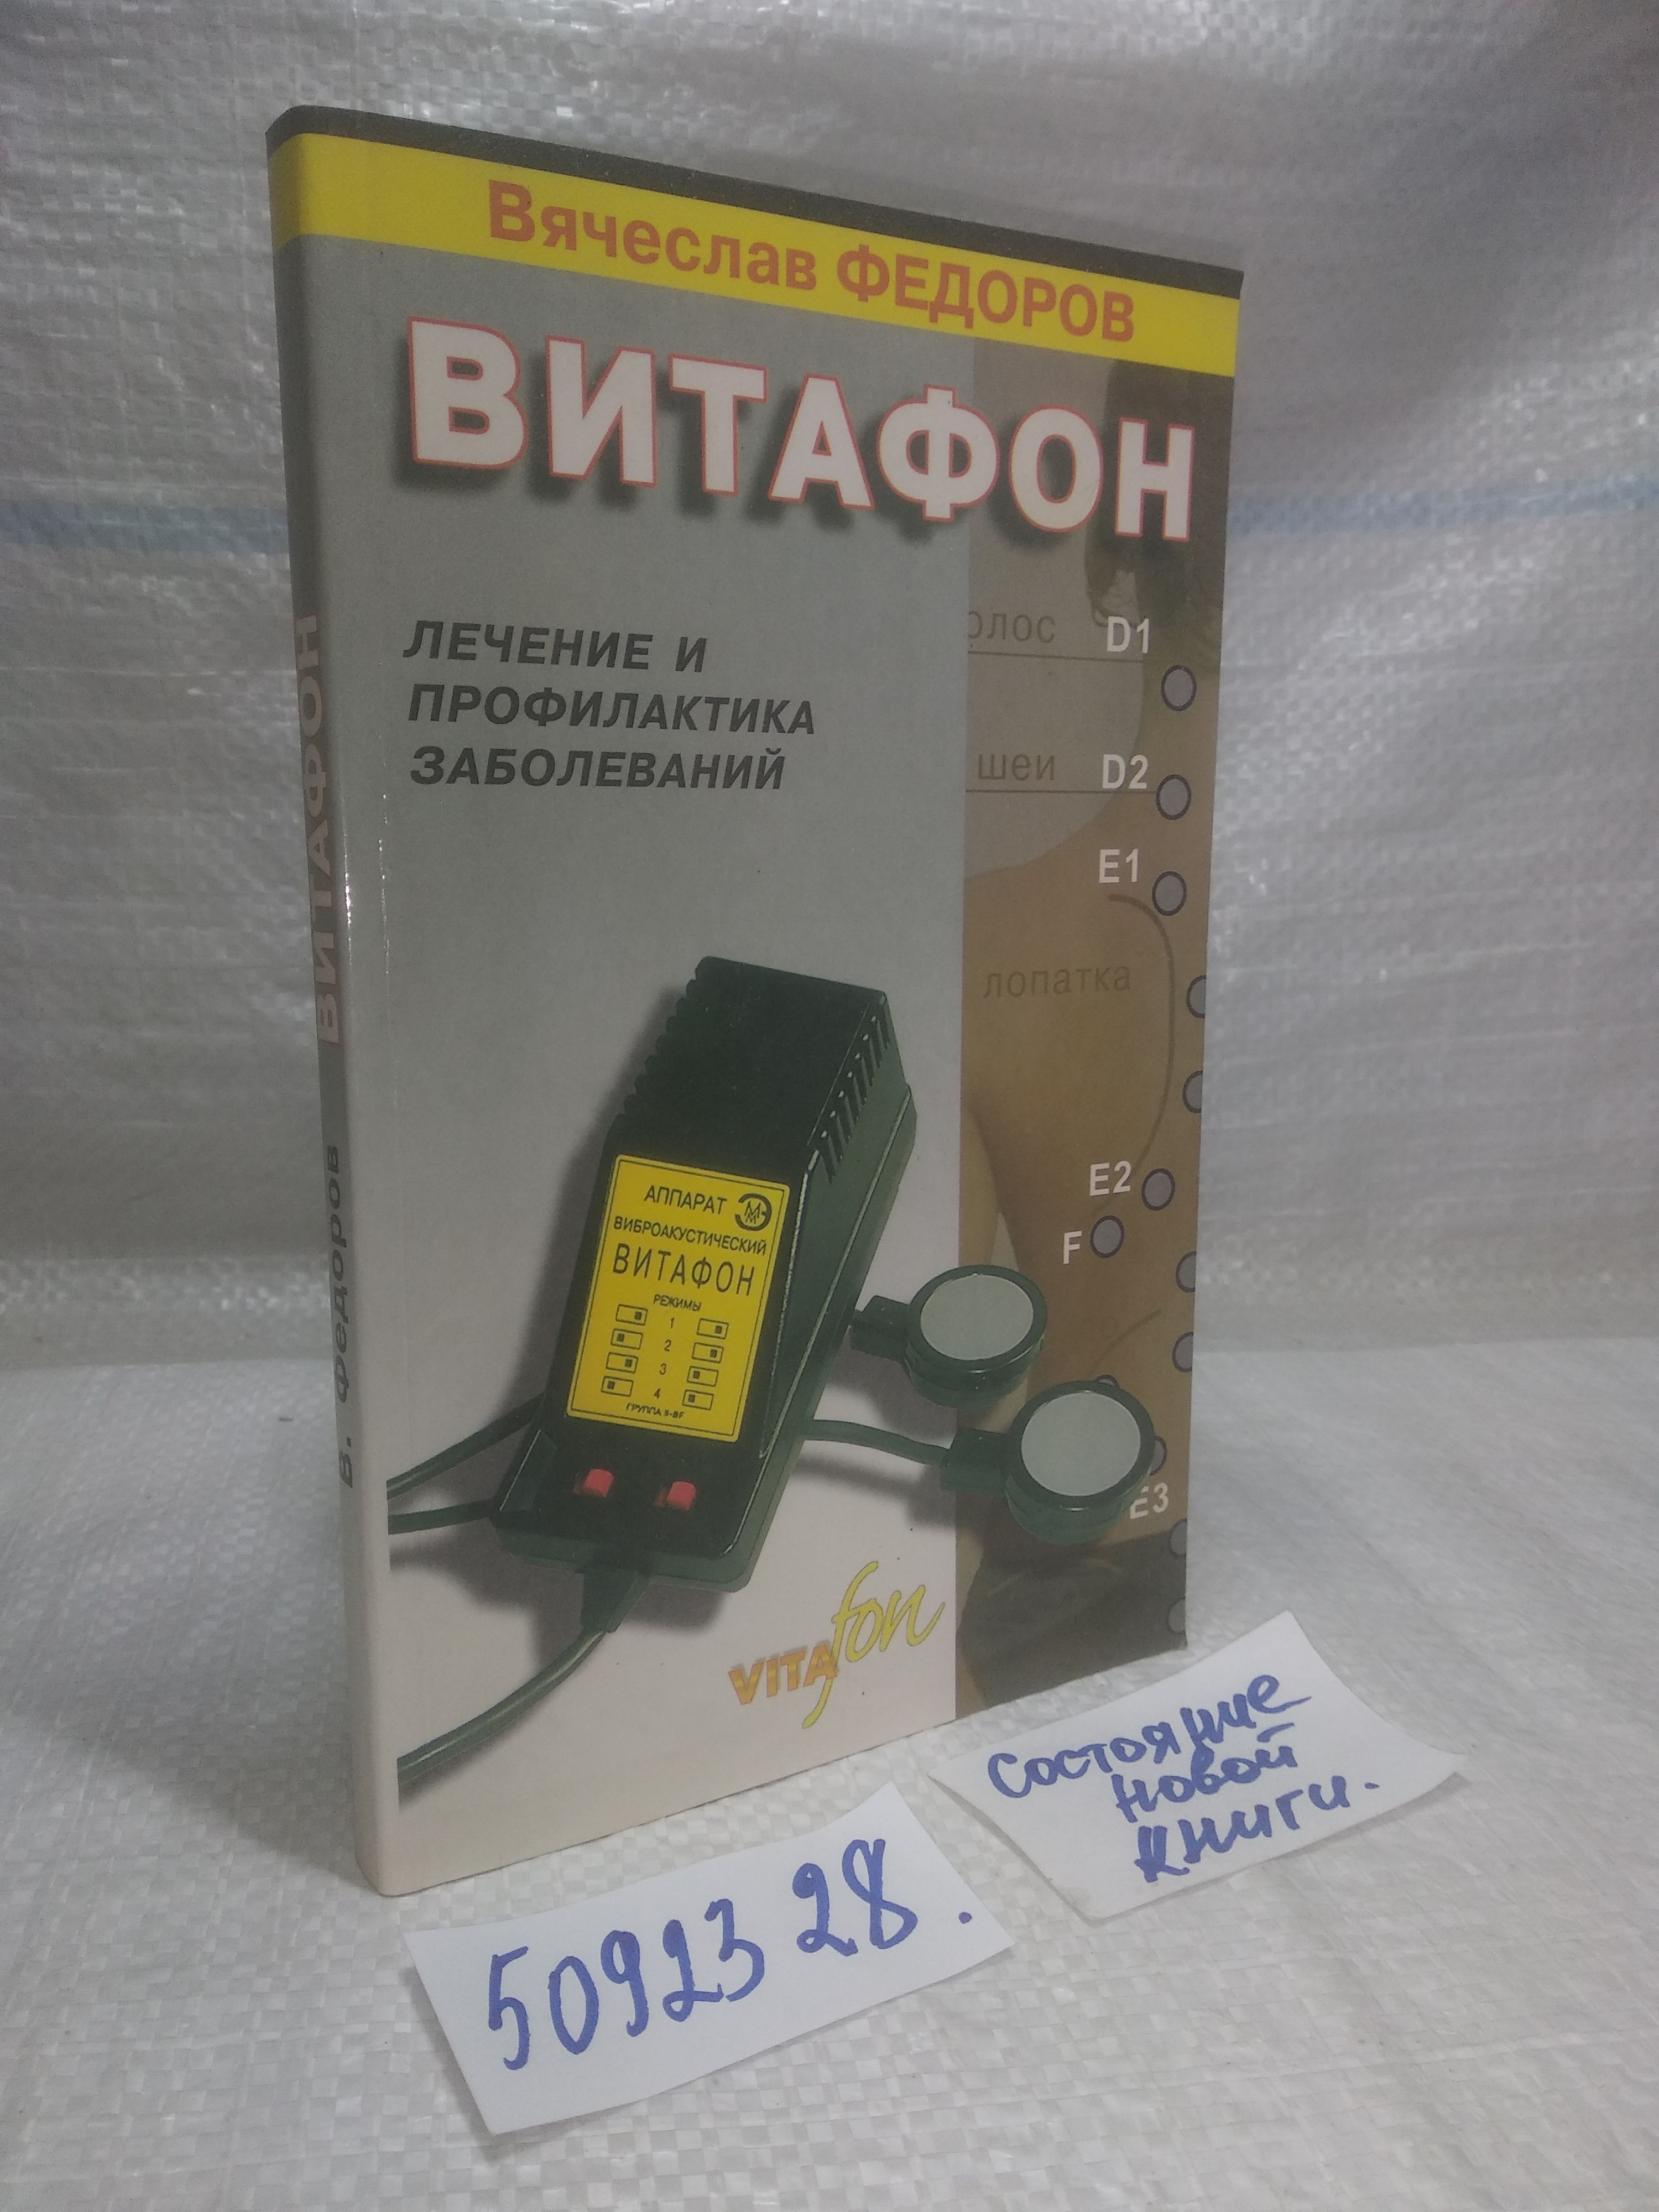 Вячеслав ФЕДОРОВ
ВИТАФОН
ЛЕЧЕНИЕ И
ПРОФИЛАКТИКА
ЗАБОЛЕВАНИЙ
D1
шеи D2
E1
лопатка
E2
F
E3
АППАРАТ
ВИБРОАКУСТИЧЕСКИЙ
ВИТАФОН
РЕЖИМЫ
1
2
3
4
VITAfon
В. Федоров ВИТАФОН
Состояние
новой
книги.
5092328.